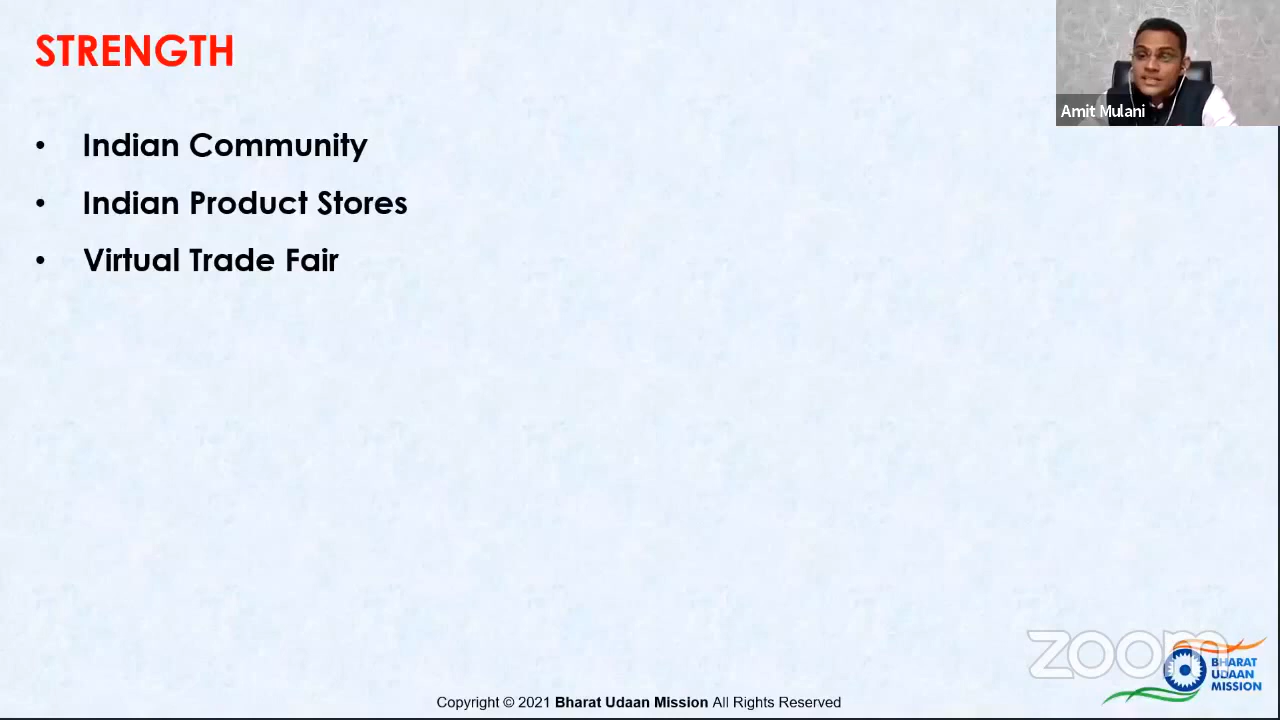 STRENGTH
Amit Mulani
• Indian Community
• Indian Product Stores
• Virtual Trade Fair
zoom
BHARAT
UDAAN
MISSION
Copyright © 2021 Bharat Udaan Mission All Rights Reserved